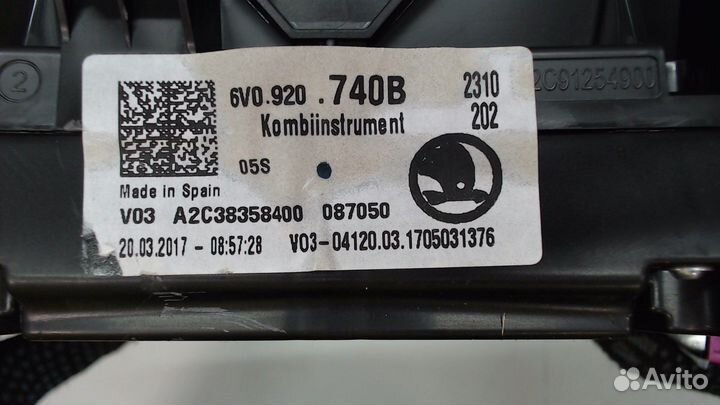 2
2C91254900
6V0.920 .740B 2310
Kombiinstrument 202
05S
Made in Spain
V03 A2C38358400 087050
20.03.2017 - 08:57:28 V03-04120.03.1705031376
Avito